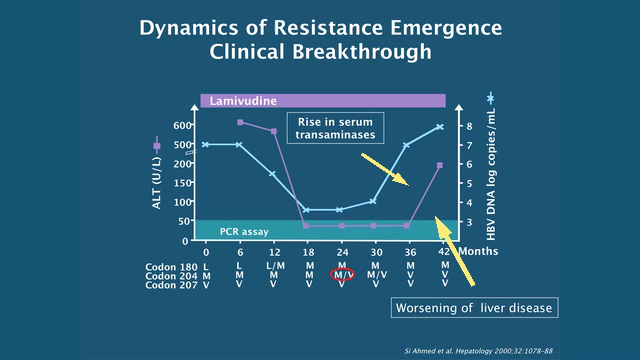 Dynamics of Resistance Emergence
Clinical Breakthrough
Lamivudine
Rise in serum
transaminases
600
500
200
150
100
50
0
ALT (U/L)
8
7
6
5
4
3
HBV DNA log copies/mL
PCR assay
0 6 12 18 24 30 36 42 Months
Codon 180 L L L/M M M M M M
Codon 204 M M M M M/V M/V V V
Codon 207 V V V V V V V V
Worsening of liver disease
Si Ahmed et al. Hepatology 2000;32:1078-88